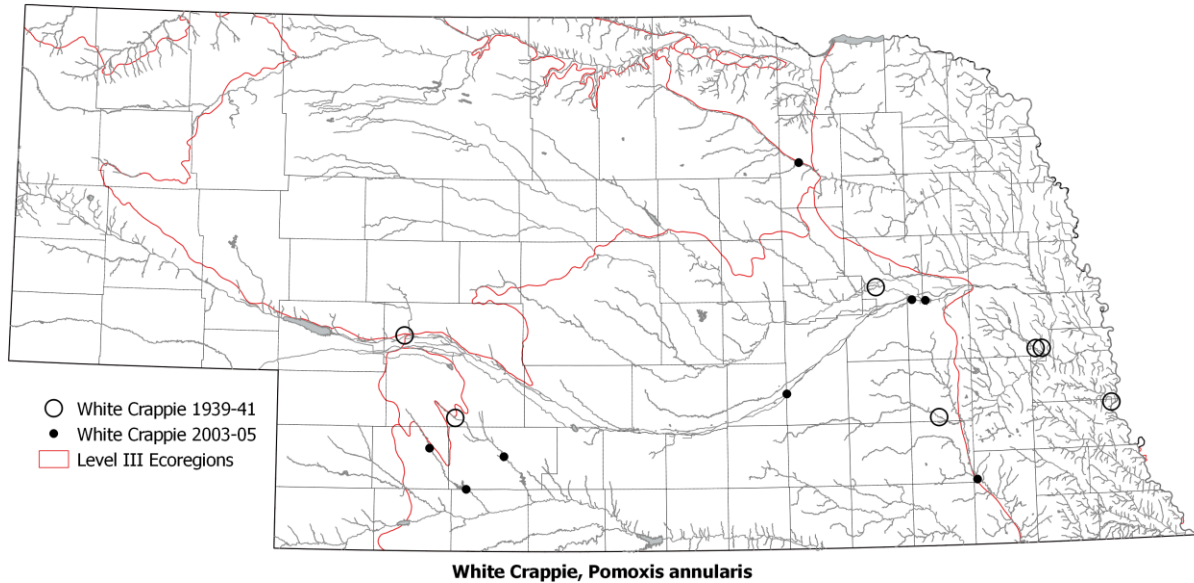 White Crappie 1939-41
White Crappie 2003-05
Level III Ecoregions
White Crappie, Pomoxis annularis